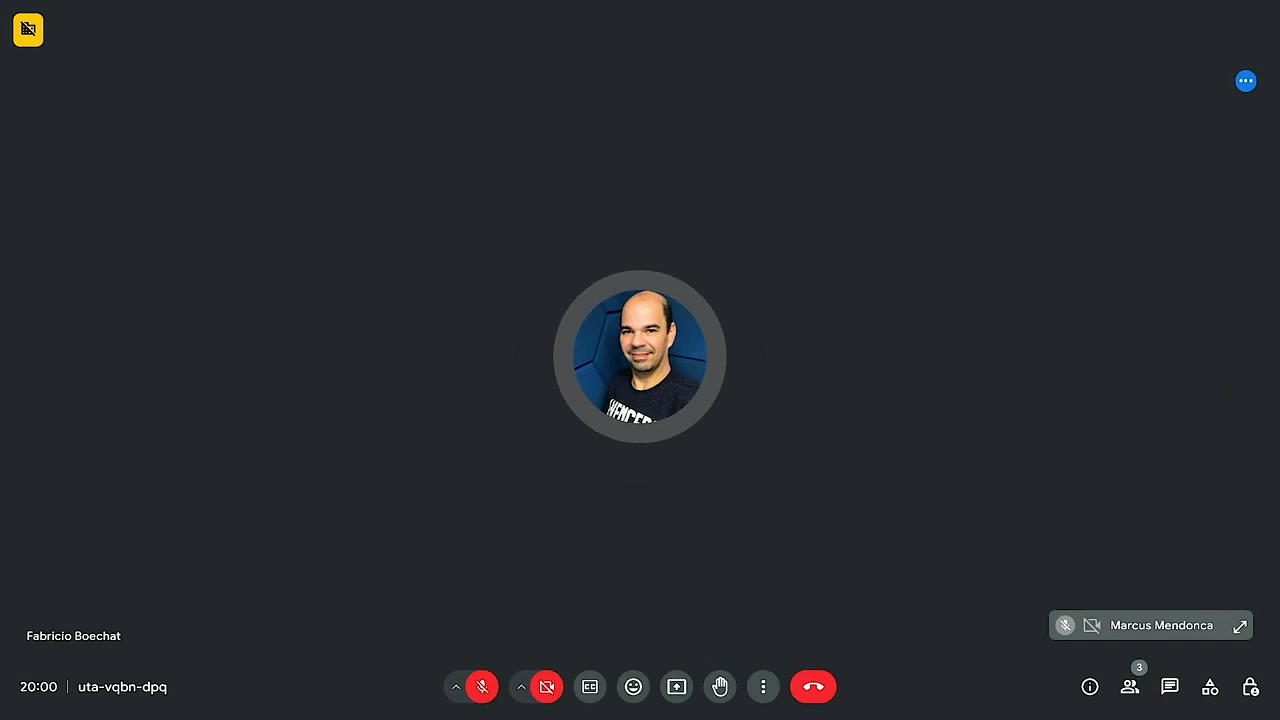 Fabricio Boechat
Marcus Mendonca
3
20:00
uta-vqbn-dpq